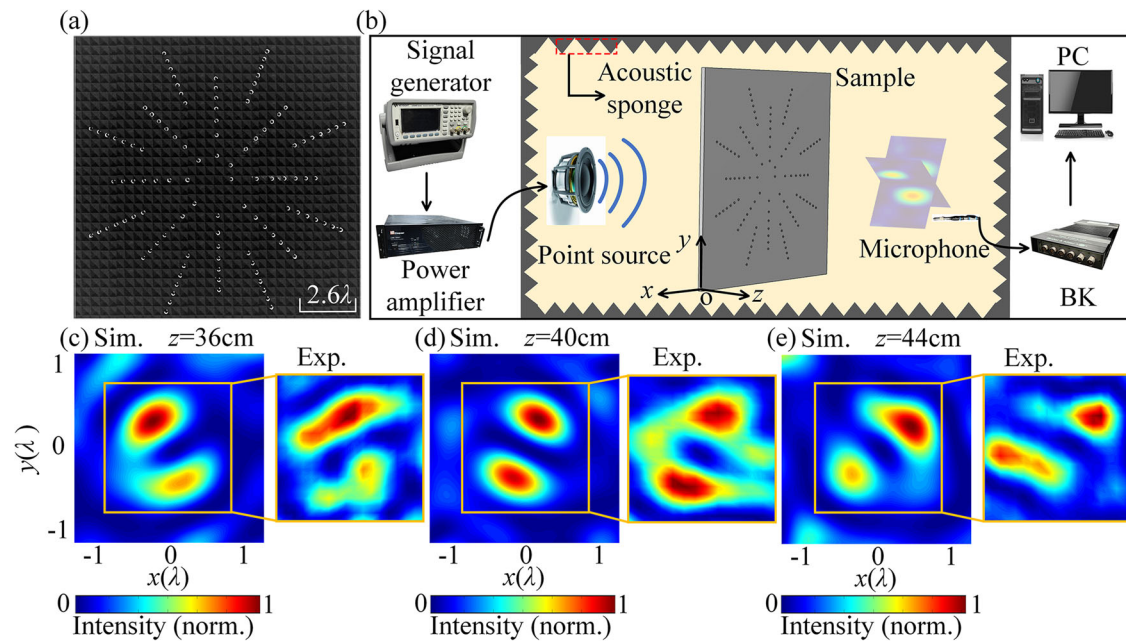 (a)
2.6λ
(b)
Signal
generator
Power
amplifier
Acoustic
sponge
Point source
Sample
y
x
o
z
Microphone
PC
BK
(c) Sim. z=36cm Exp.
1
0
-1
y(λ)
-1 0 1
x(λ)
0 1
Intensity (norm.)
(d) Sim. z=40cm Exp.
-1 0 1
x(λ)
0 1
Intensity (norm.)
(e) Sim. z=44cm Exp.
-1 0 1
x(λ)
0 1
Intensity (norm.)